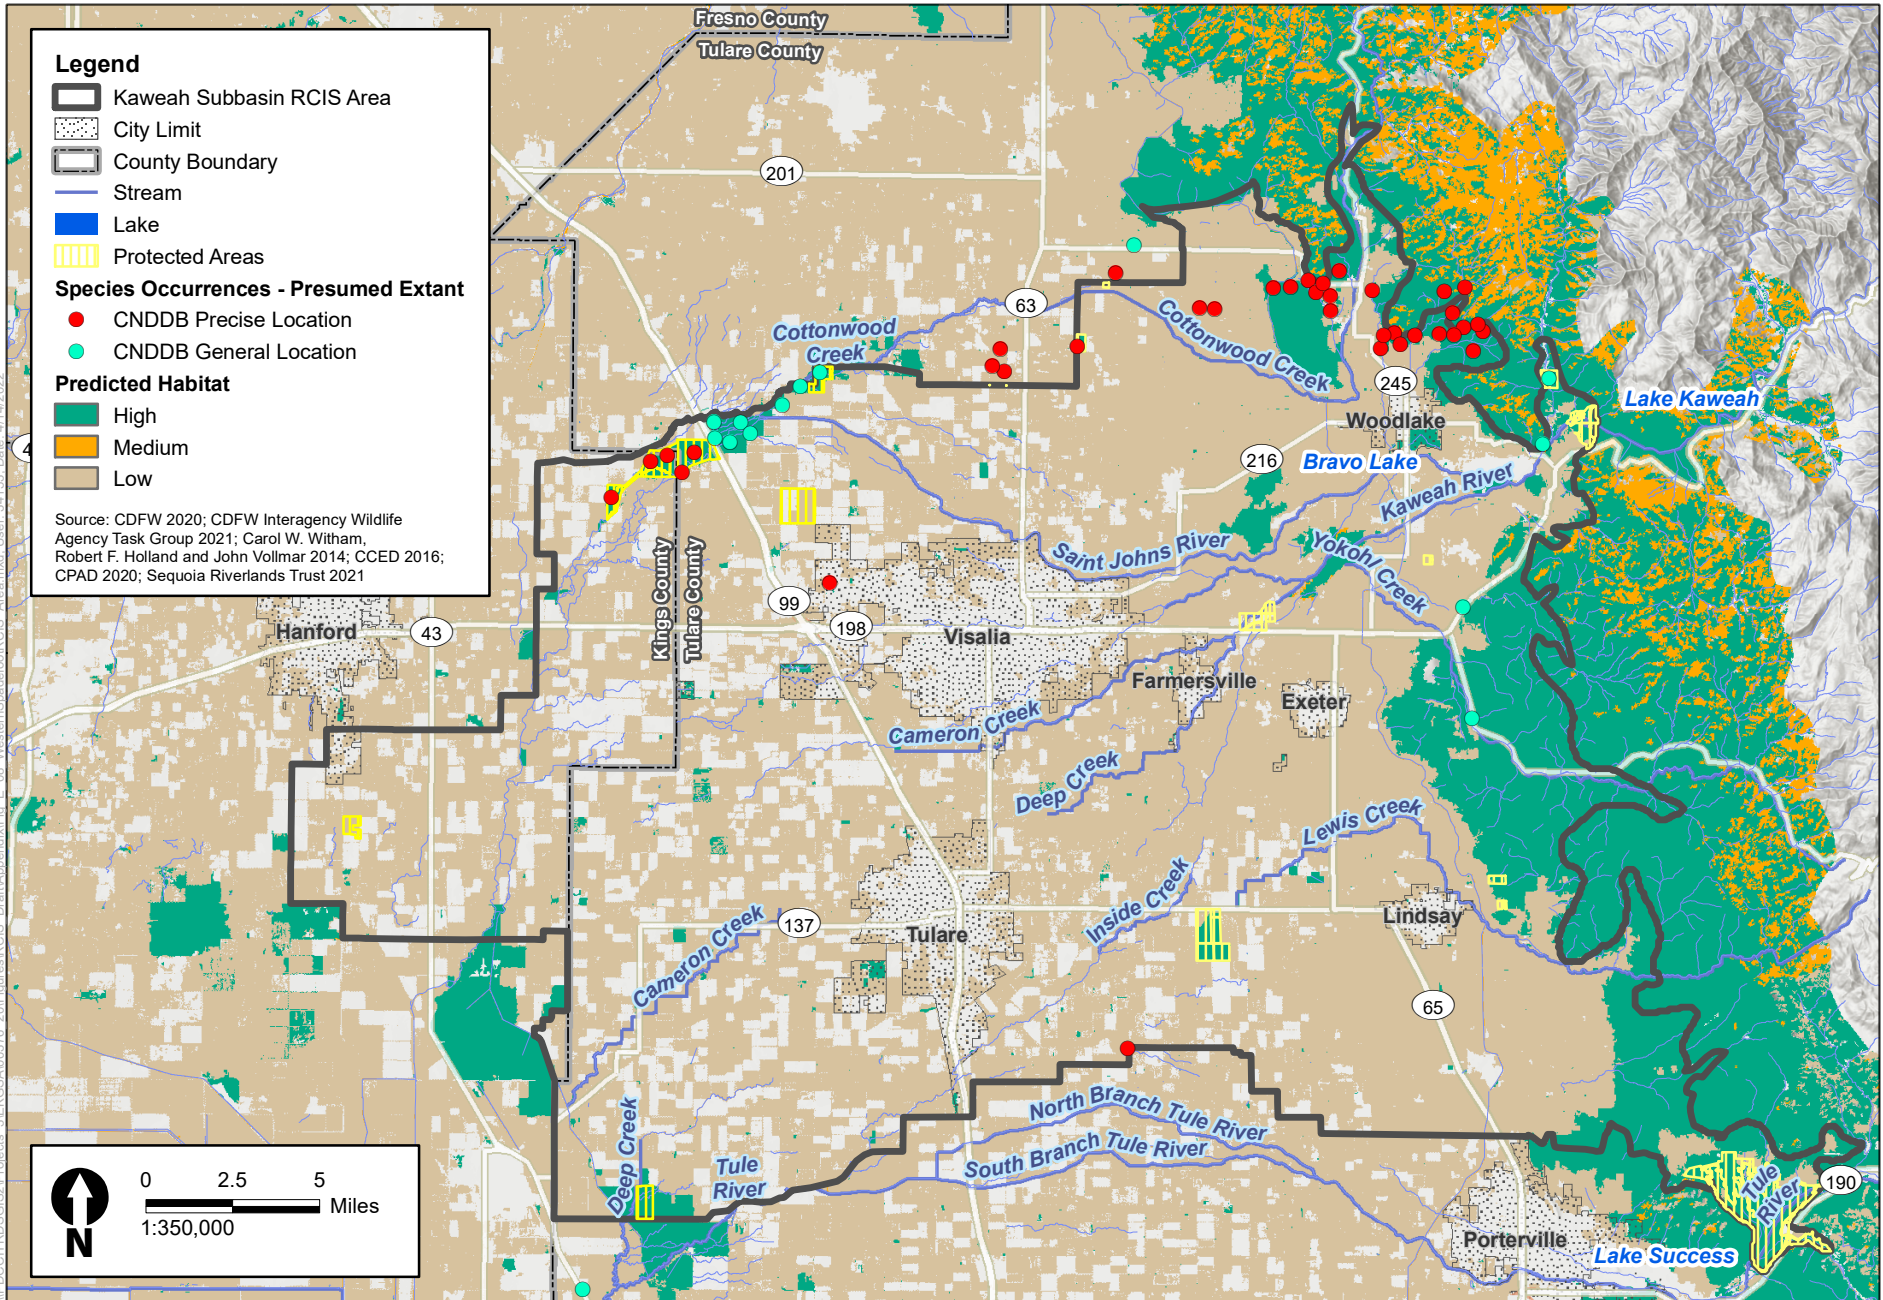 Legend
Kaweah Subbasin RCIS Area
City Limit
County Boundary
Stream
Lake
Protected Areas
Species Occurrences - Presumed Extant
CNDDB Precise Location
CNDDB General Location
Predicted Habitat
High
Medium
Low
Source: CDFW 2020; CDFW Interagency Wildlife
Agency Task Group 2021; Carol W. Witham,
Robert F. Holland and John Vollmar 2014; CCED 2016;
CPAD 2020; Sequoia Riverlands Trust 2021
Fresno County
Tulare County
201
63
Cottonwood
Creek
Cottonwood Creek
245
Woodlake
Lake Kaweah
216
Bravo Lake
Kaweah River
Saint Johns River
Yokohl Creek
Kings County
Tulare County
99
198
Hanford
43
Visalia
Farmersville
Exeter
Cameron Creek
Deep Creek
Lewis Creek
Inside Creek
Lindsay
137
Tulare
Cameron Creek
65
North Branch Tule River
South Branch Tule River
Deep Creek
Tule
River
Tule
River
190
Porterville
Lake Success
0 2.5 5
Miles
1:350,000
N